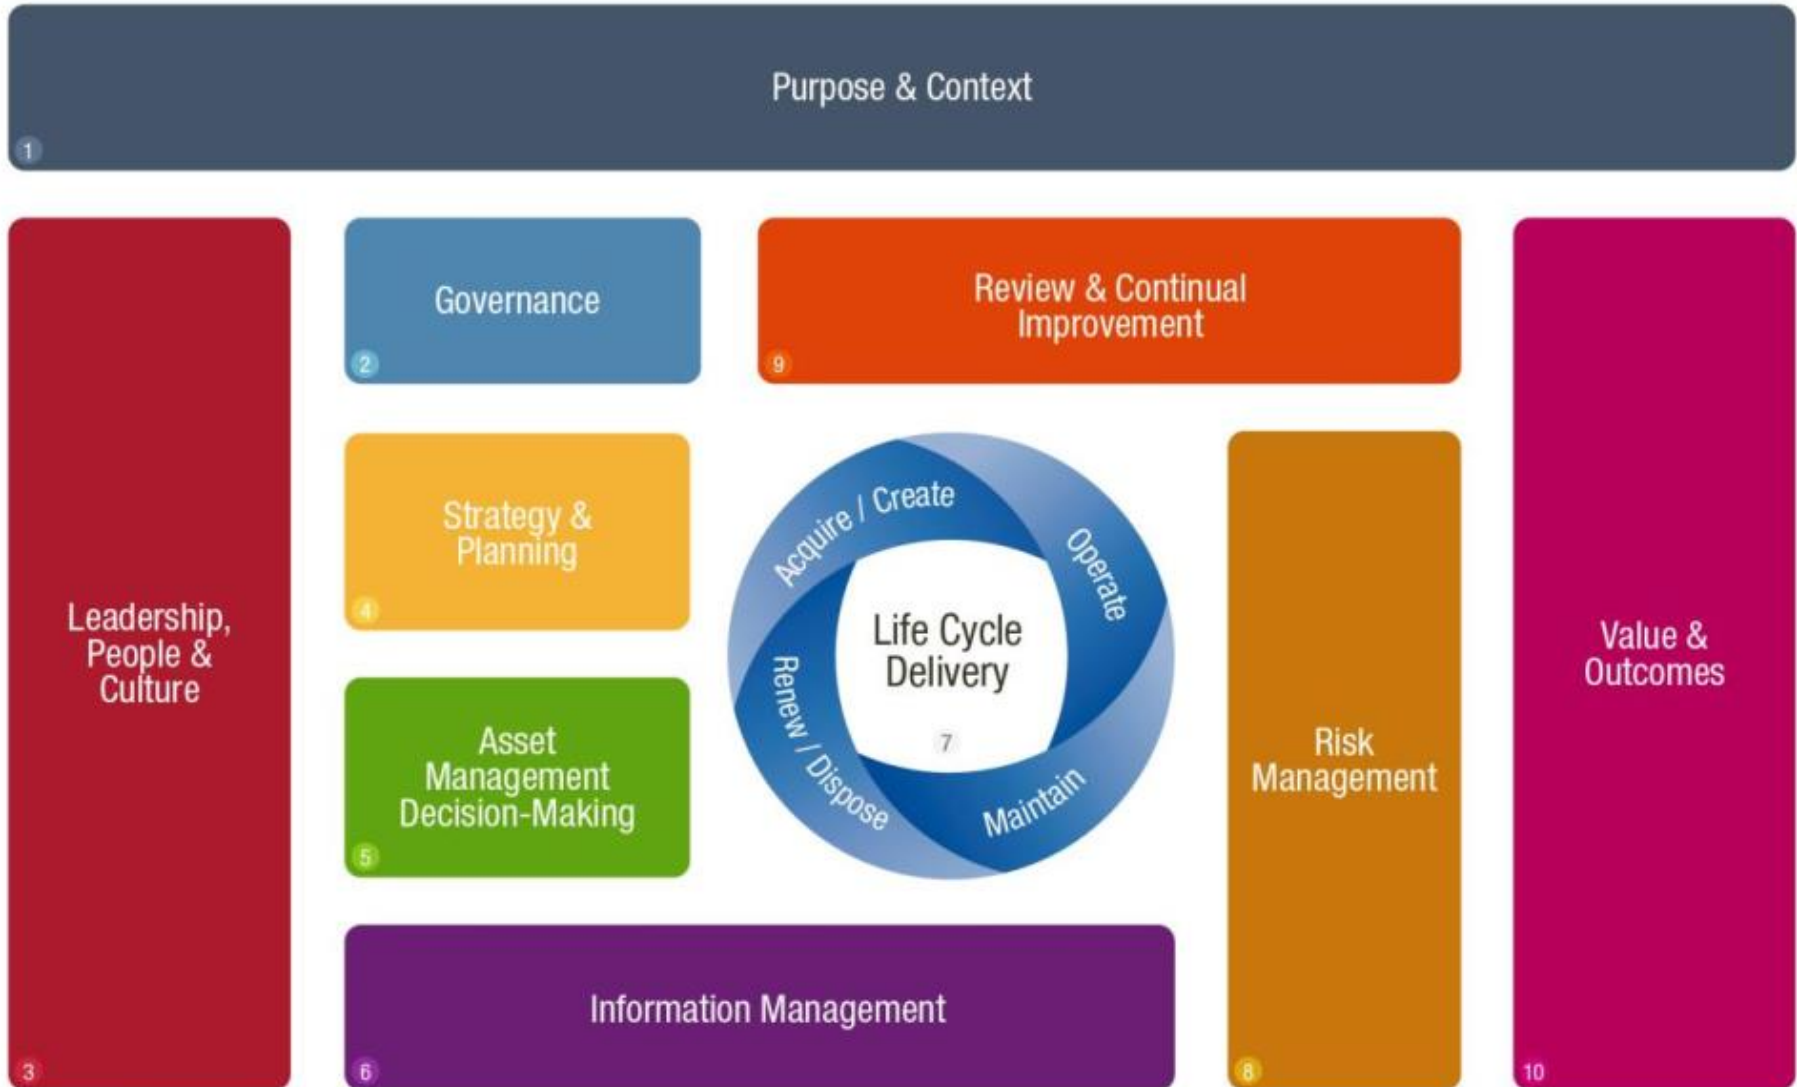 Purpose & Context
1
Governance
2
Review & Continual
Improvement
9
Leadership,
People &
Culture
3
Strategy &
Planning
4
Asset
Management
Decision-Making
5
Acquire / Create
Operate
Maintain
Renew / Dispose
Life Cycle
Delivery
7
Information Management
6
Risk
Management
8
Value &
Outcomes
10